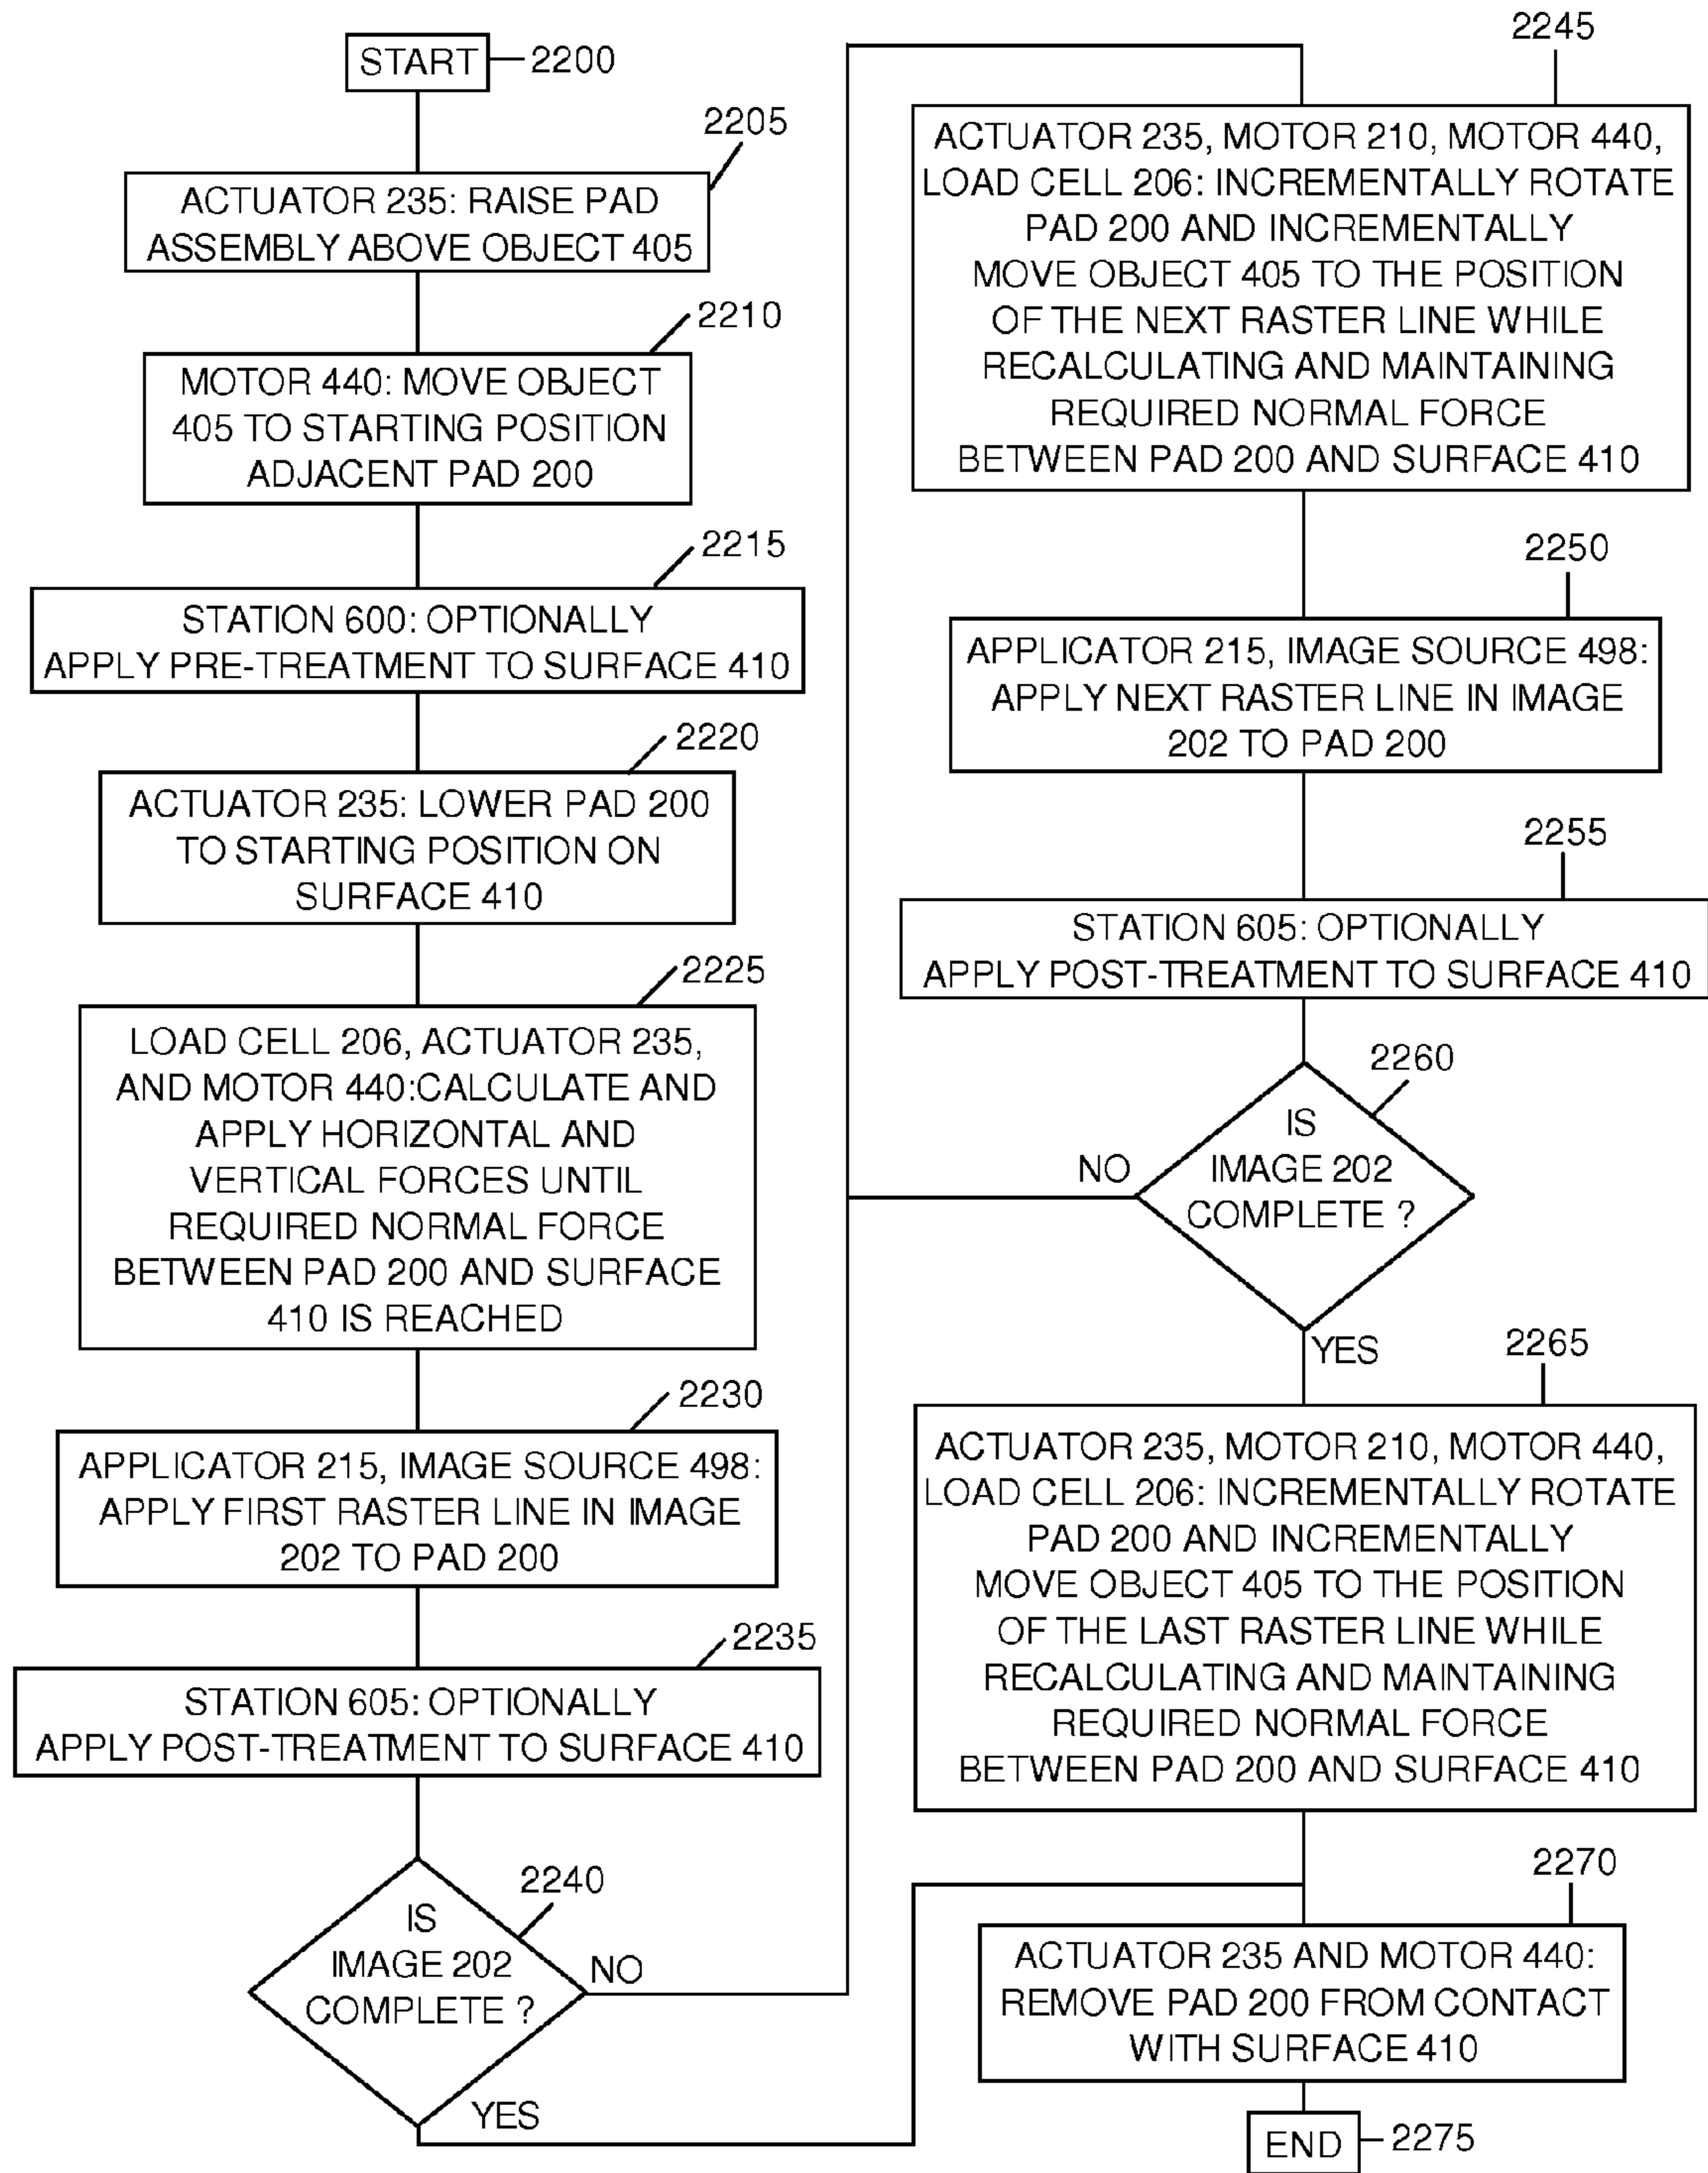 START
2200
2205
ACTUATOR 235: RAISE PAD
ASSEMBLY ABOVE OBJECT 405
2210
MOTOR 440: MOVE OBJECT
405 TO STARTING POSITION
ADJACENT PAD 200
2215
STATION 600: OPTIONALLY
APPLY PRE-TREATMENT TO SURFACE 410
2220
ACTUATOR 235: LOWER PAD 200
TO STARTING POSITION ON
SURFACE 410
2225
LOAD CELL 206, ACTUATOR 235,
AND MOTOR 440:CALCULATE AND
APPLY HORIZONTAL AND
VERTICAL FORCES UNTIL
REQUIRED NORMAL FORCE
BETWEEN PAD 200 AND SURFACE
410 IS REACHED
2230
APPLICATOR 215, IMAGE SOURCE 498:
APPLY FIRST RASTER LINE IN IMAGE
202 TO PAD 200
2235
STATION 605: OPTIONALLY
APPLY POST-TREATMENT TO SURFACE 410
2240
IS
IMAGE 202
COMPLETE ?
NO
YES
2245
ACTUATOR 235, MOTOR 210, MOTOR 440,
LOAD CELL 206: INCREMENTALLY ROTATE
PAD 200 AND INCREMENTALLY
MOVE OBJECT 405 TO THE POSITION
OF THE NEXT RASTER LINE WHILE
RECALCULATING AND MAINTAINING
REQUIRED NORMAL FORCE
BETWEEN PAD 200 AND SURFACE 410
2250
APPLICATOR 215, IMAGE SOURCE 498:
APPLY NEXT RASTER LINE IN IMAGE
202 TO PAD 200
2255
STATION 605: OPTIONALLY
APPLY POST-TREATMENT TO SURFACE 410
2260
IS
IMAGE 202
COMPLETE ?
NO
YES
2265
ACTUATOR 235, MOTOR 210, MOTOR 440,
LOAD CELL 206: INCREMENTALLY ROTATE
PAD 200 AND INCREMENTALLY
MOVE OBJECT 405 TO THE POSITION
OF THE LAST RASTER LINE WHILE
RECALCULATING AND MAINTAINING
REQUIRED NORMAL FORCE
BETWEEN PAD 200 AND SURFACE 410
2270
ACTUATOR 235 AND MOTOR 440:
REMOVE PAD 200 FROM CONTACT
WITH SURFACE 410
END
2275